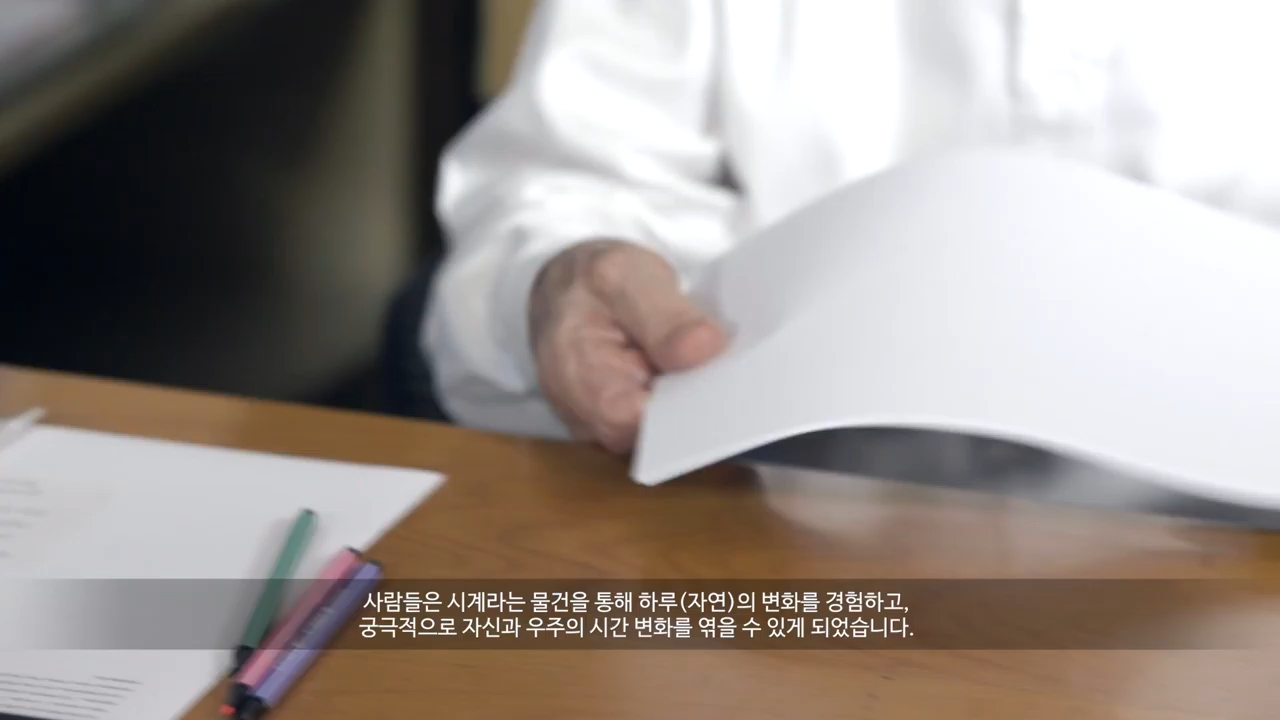 사람들은 시계라는 물건을 통해 하루(자연)의 변화를 경험하고,
궁극적으로 자신과 우주의 시간 변화를 엮을 수 있게 되었습니다.